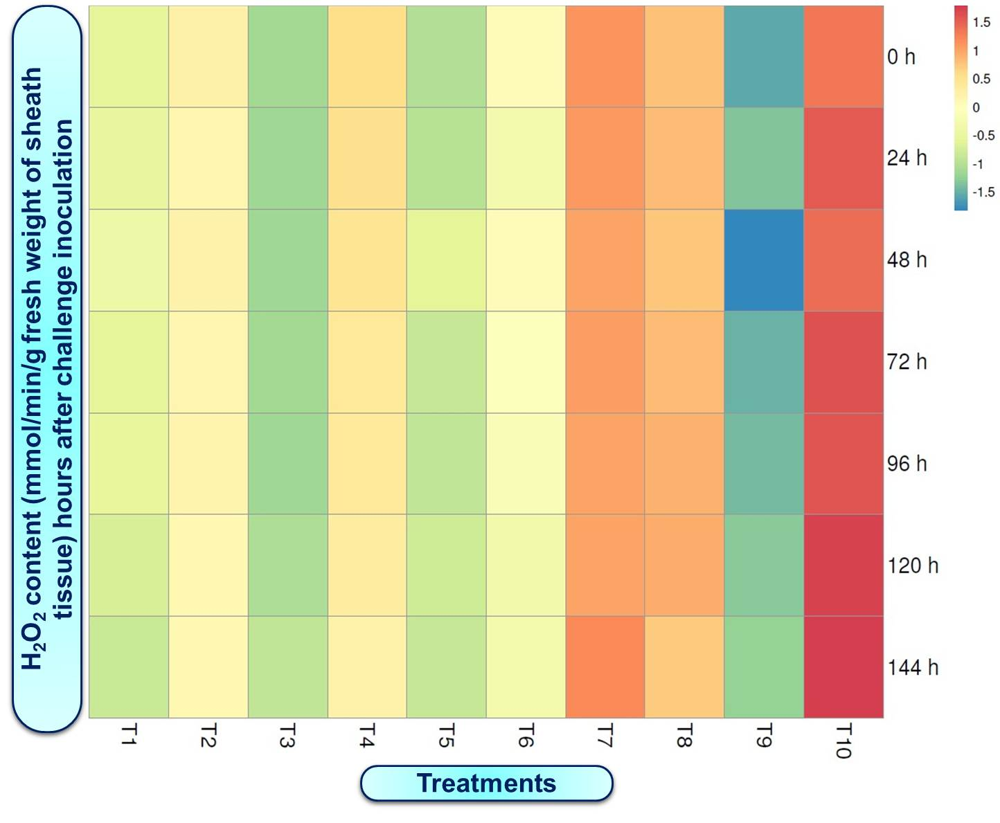 H₂O₂ content (mmol/min/g fresh weight of sheath
tissue) hours after challenge inoculation
0 h
24 h
48 h
72 h
96 h
120 h
144 h
1.5
1
0.5
0
-0.5
-1
-1.5
T1
T2
T3
T4
T5
T6
T7
T8
T9
T10
Treatments